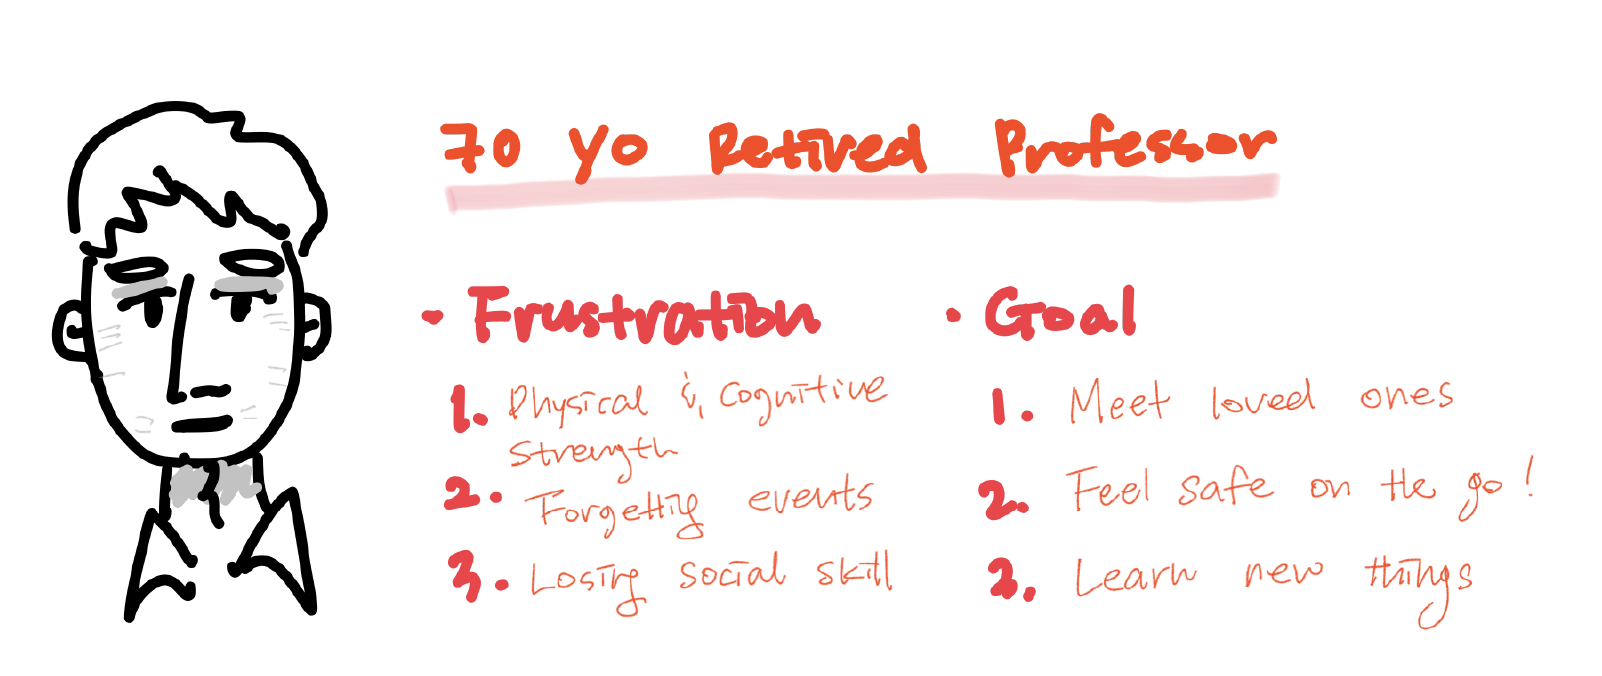 70 Yo Retired Professor
• Frustration
1. Physical & Cognitive
Strength
2. Forgetting events
3. Losing social skill
• Goal
1. Meet loved ones
2. Feel safe on the go!
3. Learn new things